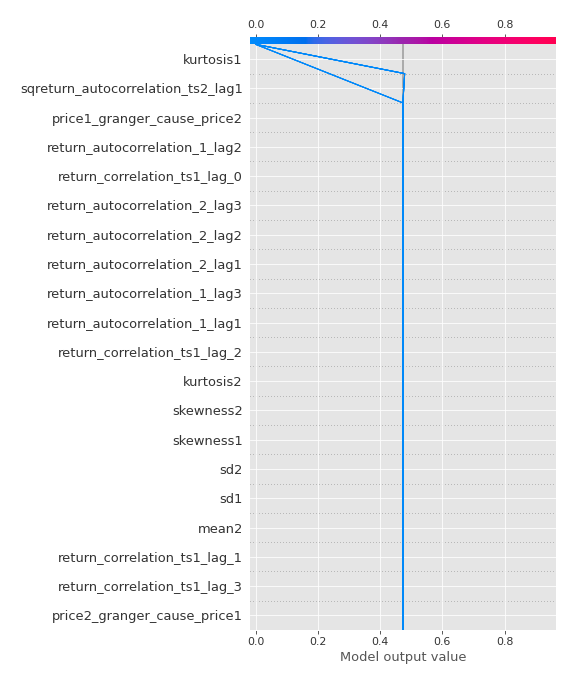 0.0 0.2 0.4 0.6 0.8
kurtosis1
sqreturn_autocorrelation_ts2_lag1
price1_granger_cause_price2
return_autocorrelation_1_lag2
return_correlation_ts1_lag_0
return_autocorrelation_2_lag3
return_autocorrelation_2_lag2
return_autocorrelation_2_lag1
return_autocorrelation_1_lag3
return_autocorrelation_1_lag1
return_correlation_ts1_lag_2
kurtosis2
skewness2
skewness1
sd2
sd1
mean2
return_correlation_ts1_lag_1
return_correlation_ts1_lag_3
price2_granger_cause_price1
0.0 0.2 0.4 0.6 0.8
Model output value